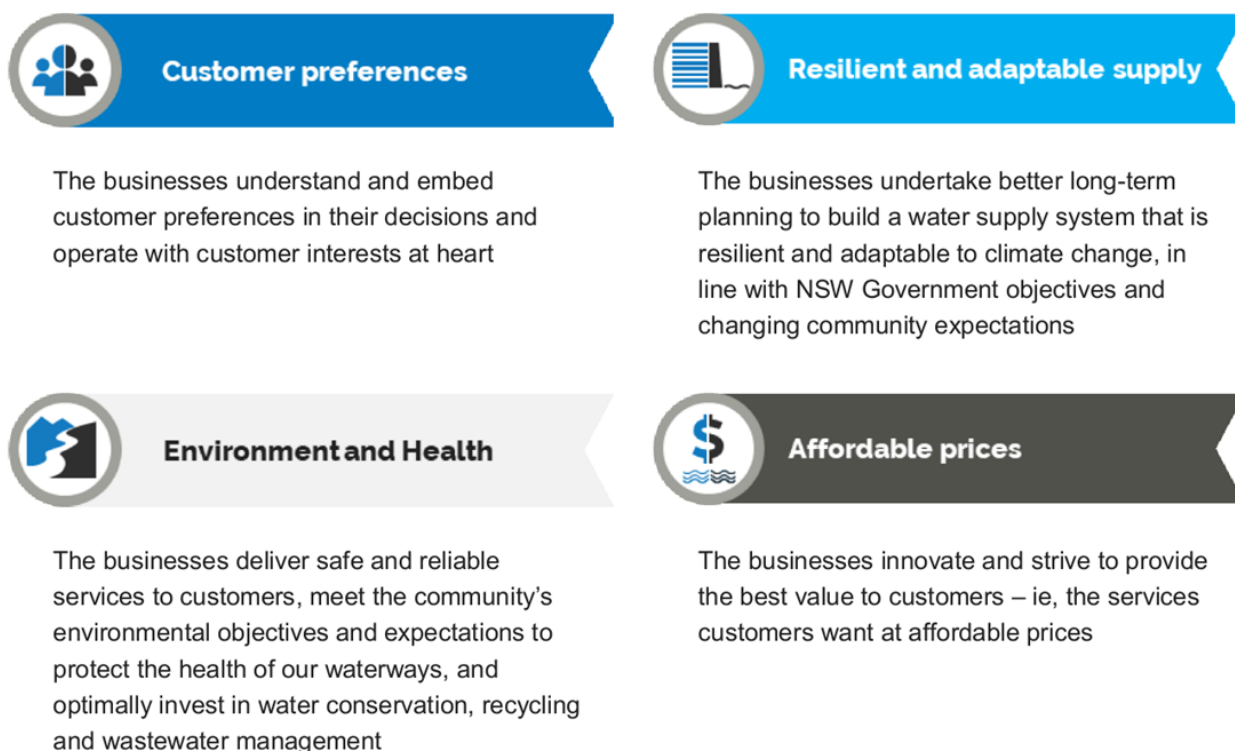 Customer preferences
The businesses understand and embed
customer preferences in their decisions and
operate with customer interests at heart
Resilient and adaptable supply
The businesses undertake better long-term
planning to build a water supply system that is
resilient and adaptable to climate change, in
line with NSW Government objectives and
changing community expectations
Environment and Health
The businesses deliver safe and reliable
services to customers, meet the community’s
environmental objectives and expectations to
protect the health of our waterways, and
optimally invest in water conservation, recycling
and wastewater management
Affordable prices
The businesses innovate and strive to provide
the best value to customers – ie, the services
customers want at affordable prices